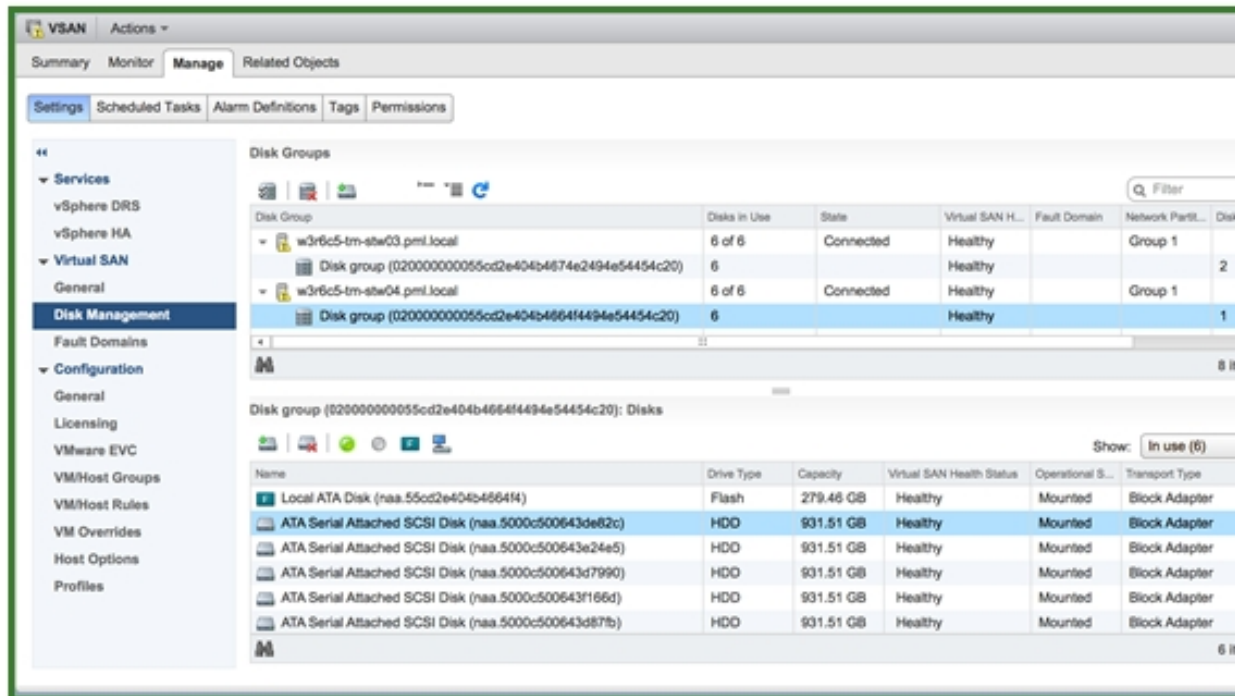 VSAN Actions
Summary Monitor Manage Related Objects
Settings Scheduled Tasks Alarm Definitions Tags Permissions
Services
vSphere DRS
vSphere HA
Virtual SAN
General
Disk Management
Fault Domains
Configuration
General
Licensing
VMware EVC
VM/Host Groups
VM/Host Rules
VM Overrides
Host Options
Profiles
Disk Groups
Filter
Disk Group Disks in Use State Virtual SAN H... Fault Domain Network Partit... Disk
w3r6c5-tm-stw03.pml.local 6 of 6 Connected Healthy Group 1
Disk group (020000000055cd2e404b4674e2494e54454c20) 6 Healthy 2
w3r6c5-tm-stw04.pml.local 6 of 6 Connected Healthy Group 1
Disk group (020000000055cd2e404b4664f4494e54454c20) 6 Healthy 1
8 it
Disk group (020000000055cd2e404b4664f4494e54454c20): Disks
Show: In use (6)
Name Drive Type Capacity Virtual SAN Health Status Operational S... Transport Type
F Local ATA Disk (naa.55cd2e404b4664f4) Flash 279.46 GB Healthy Mounted Block Adapter
ATA Serial Attached SCSI Disk (naa.5000c500643de82c) HDD 931.51 GB Healthy Mounted Block Adapter
ATA Serial Attached SCSI Disk (naa.5000c500643e24e5) HDD 931.51 GB Healthy Mounted Block Adapter
ATA Serial Attached SCSI Disk (naa.5000c500643d7990) HDD 931.51 GB Healthy Mounted Block Adapter
ATA Serial Attached SCSI Disk (naa.5000c500643f166d) HDD 931.51 GB Healthy Mounted Block Adapter
ATA Serial Attached SCSI Disk (naa.5000c500643d87fb) HDD 931.51 GB Healthy Mounted Block Adapter
6 it